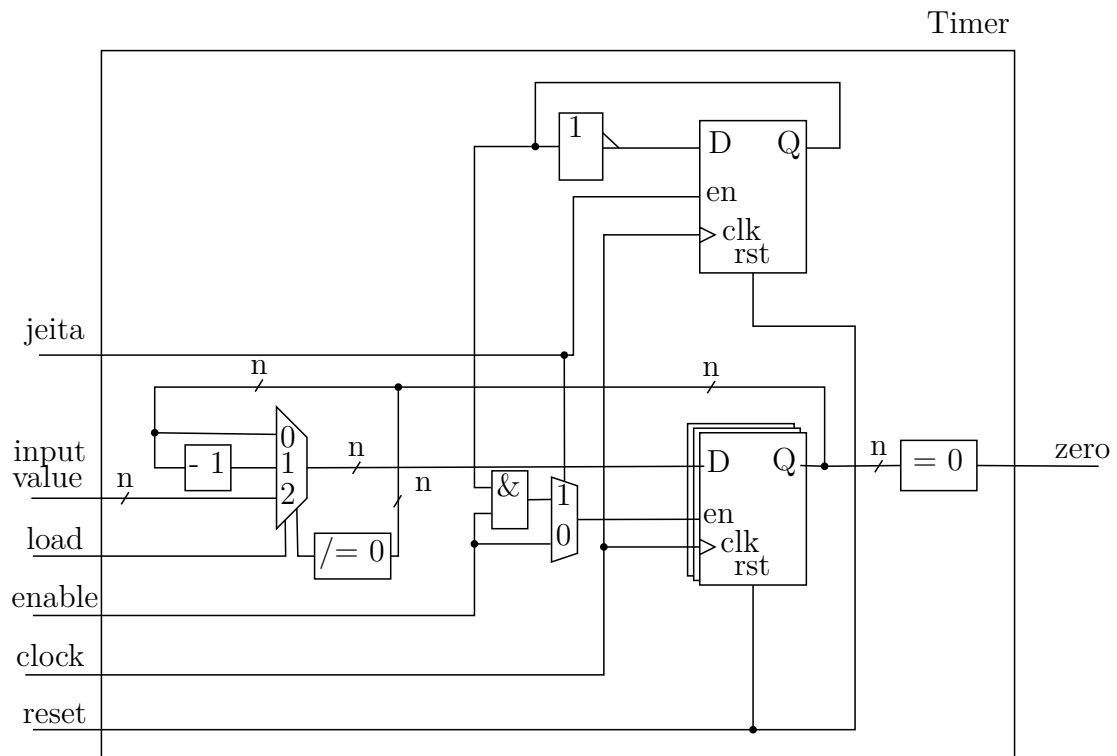 Timer
1
D
Q
en
clk
rst
jeita
n
n
input
value
n
0
- 1
1
2
n
n
D
Q
n
= 0
zero
&
1
0
en
clk
rst
load
/= 0
enable
clock
reset